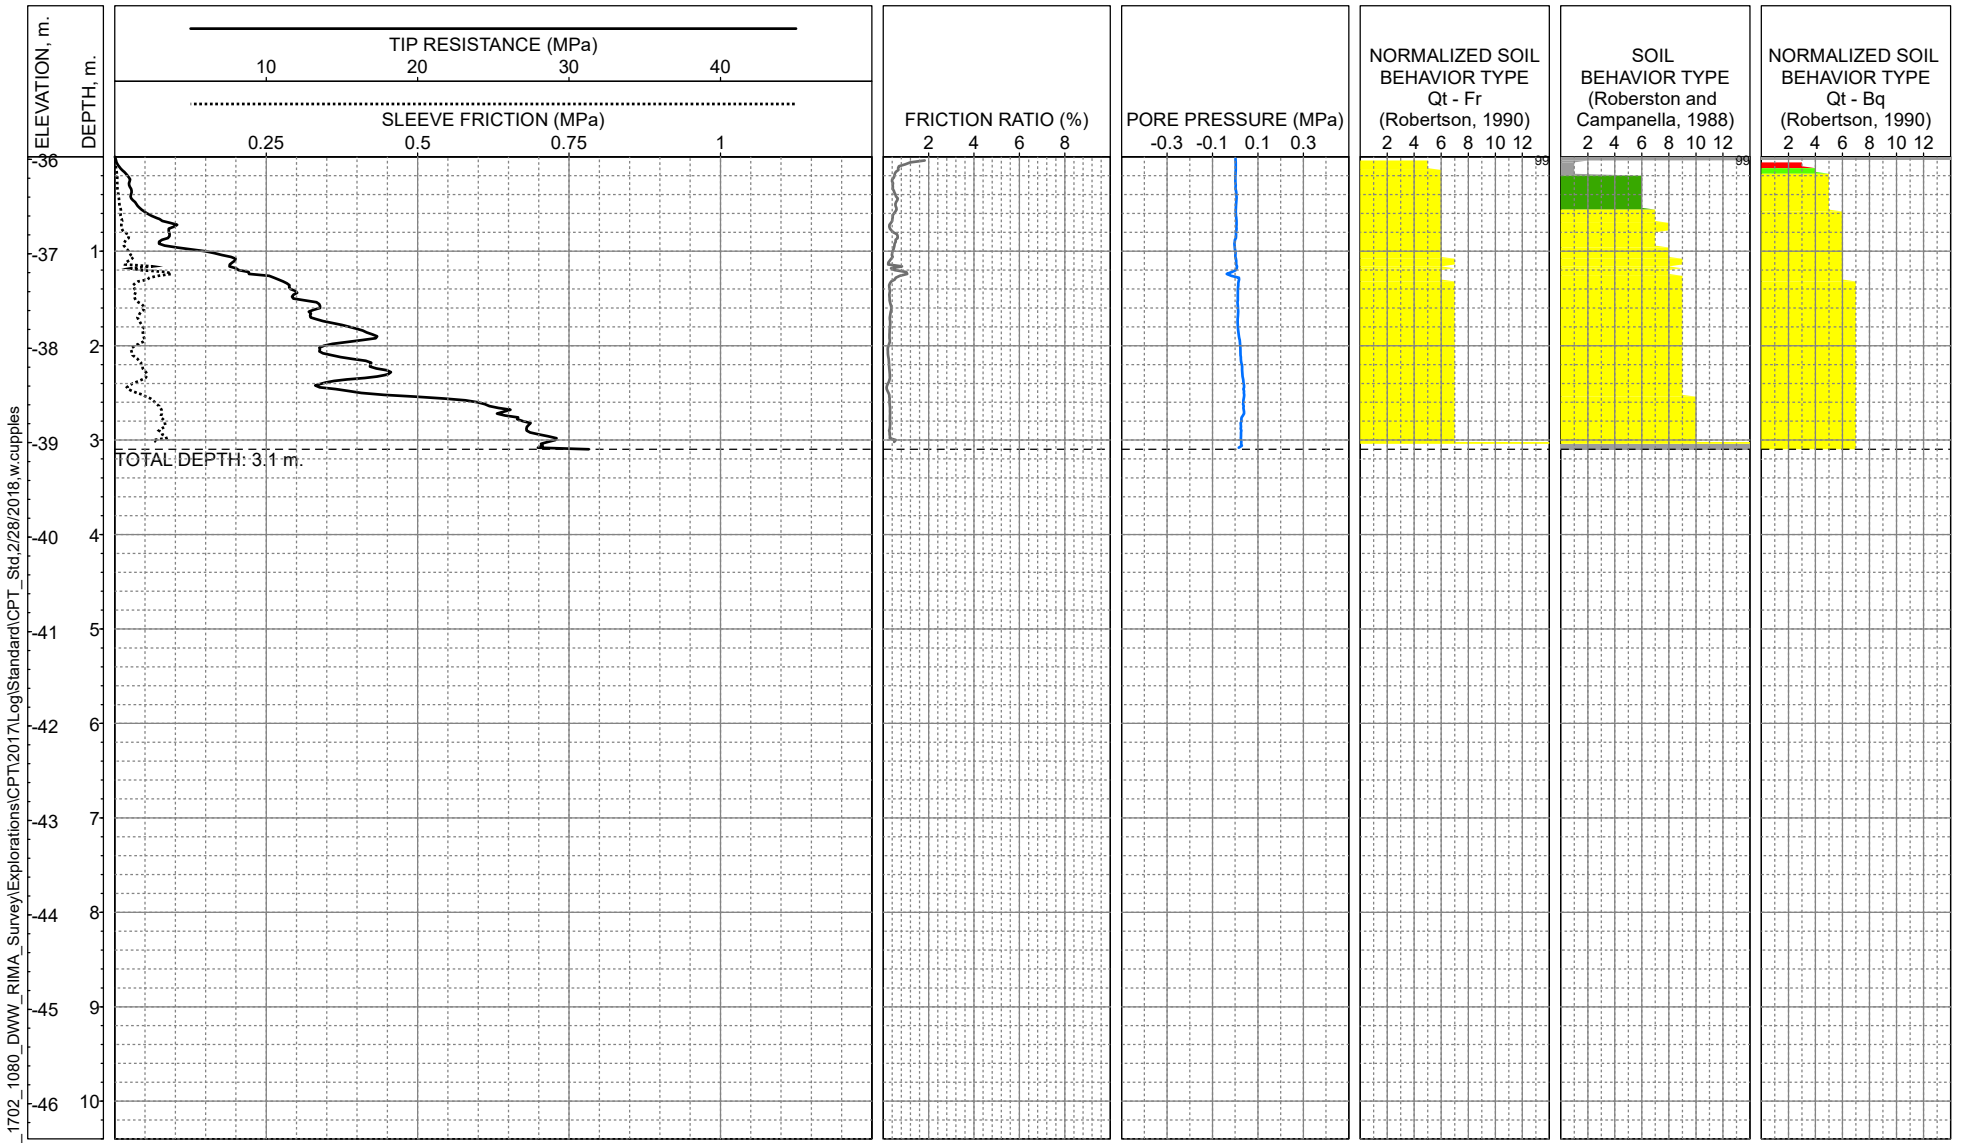 ELEVATION, m.
DEPTH, m.
TIP RESISTANCE (MPa)
10 20 30 40
SLEEVE FRICTION (MPa)
0.25 0.5 0.75 1
FRICTION RATIO (%)
2 4 6 8
PORE PRESSURE (MPa)
-0.3 -0.1 0.1 0.3
NORMALIZED SOIL
BEHAVIOR TYPE
Qt - Fr
(Robertson, 1990)
2 4 6 8 10 12
99
SOIL
BEHAVIOR TYPE
(Roberston and
Campanella, 1988)
2 4 6 8 10 12
99
NORMALIZED SOIL
BEHAVIOR TYPE
Qt - Bq
(Robertson, 1990)
2 4 6 8 10 12
-36
-37
-38
-39
-40
-41
-42
-43
-44
-45
-46
1
2
3
4
5
6
7
8
9
10
TOTAL DEPTH: 3.1 m.
_1702_1080_DWW_RIMA_Survey\Explorations\CPT\2017\Log\Standard\CPT_Std,2/28/2018,w.cupples